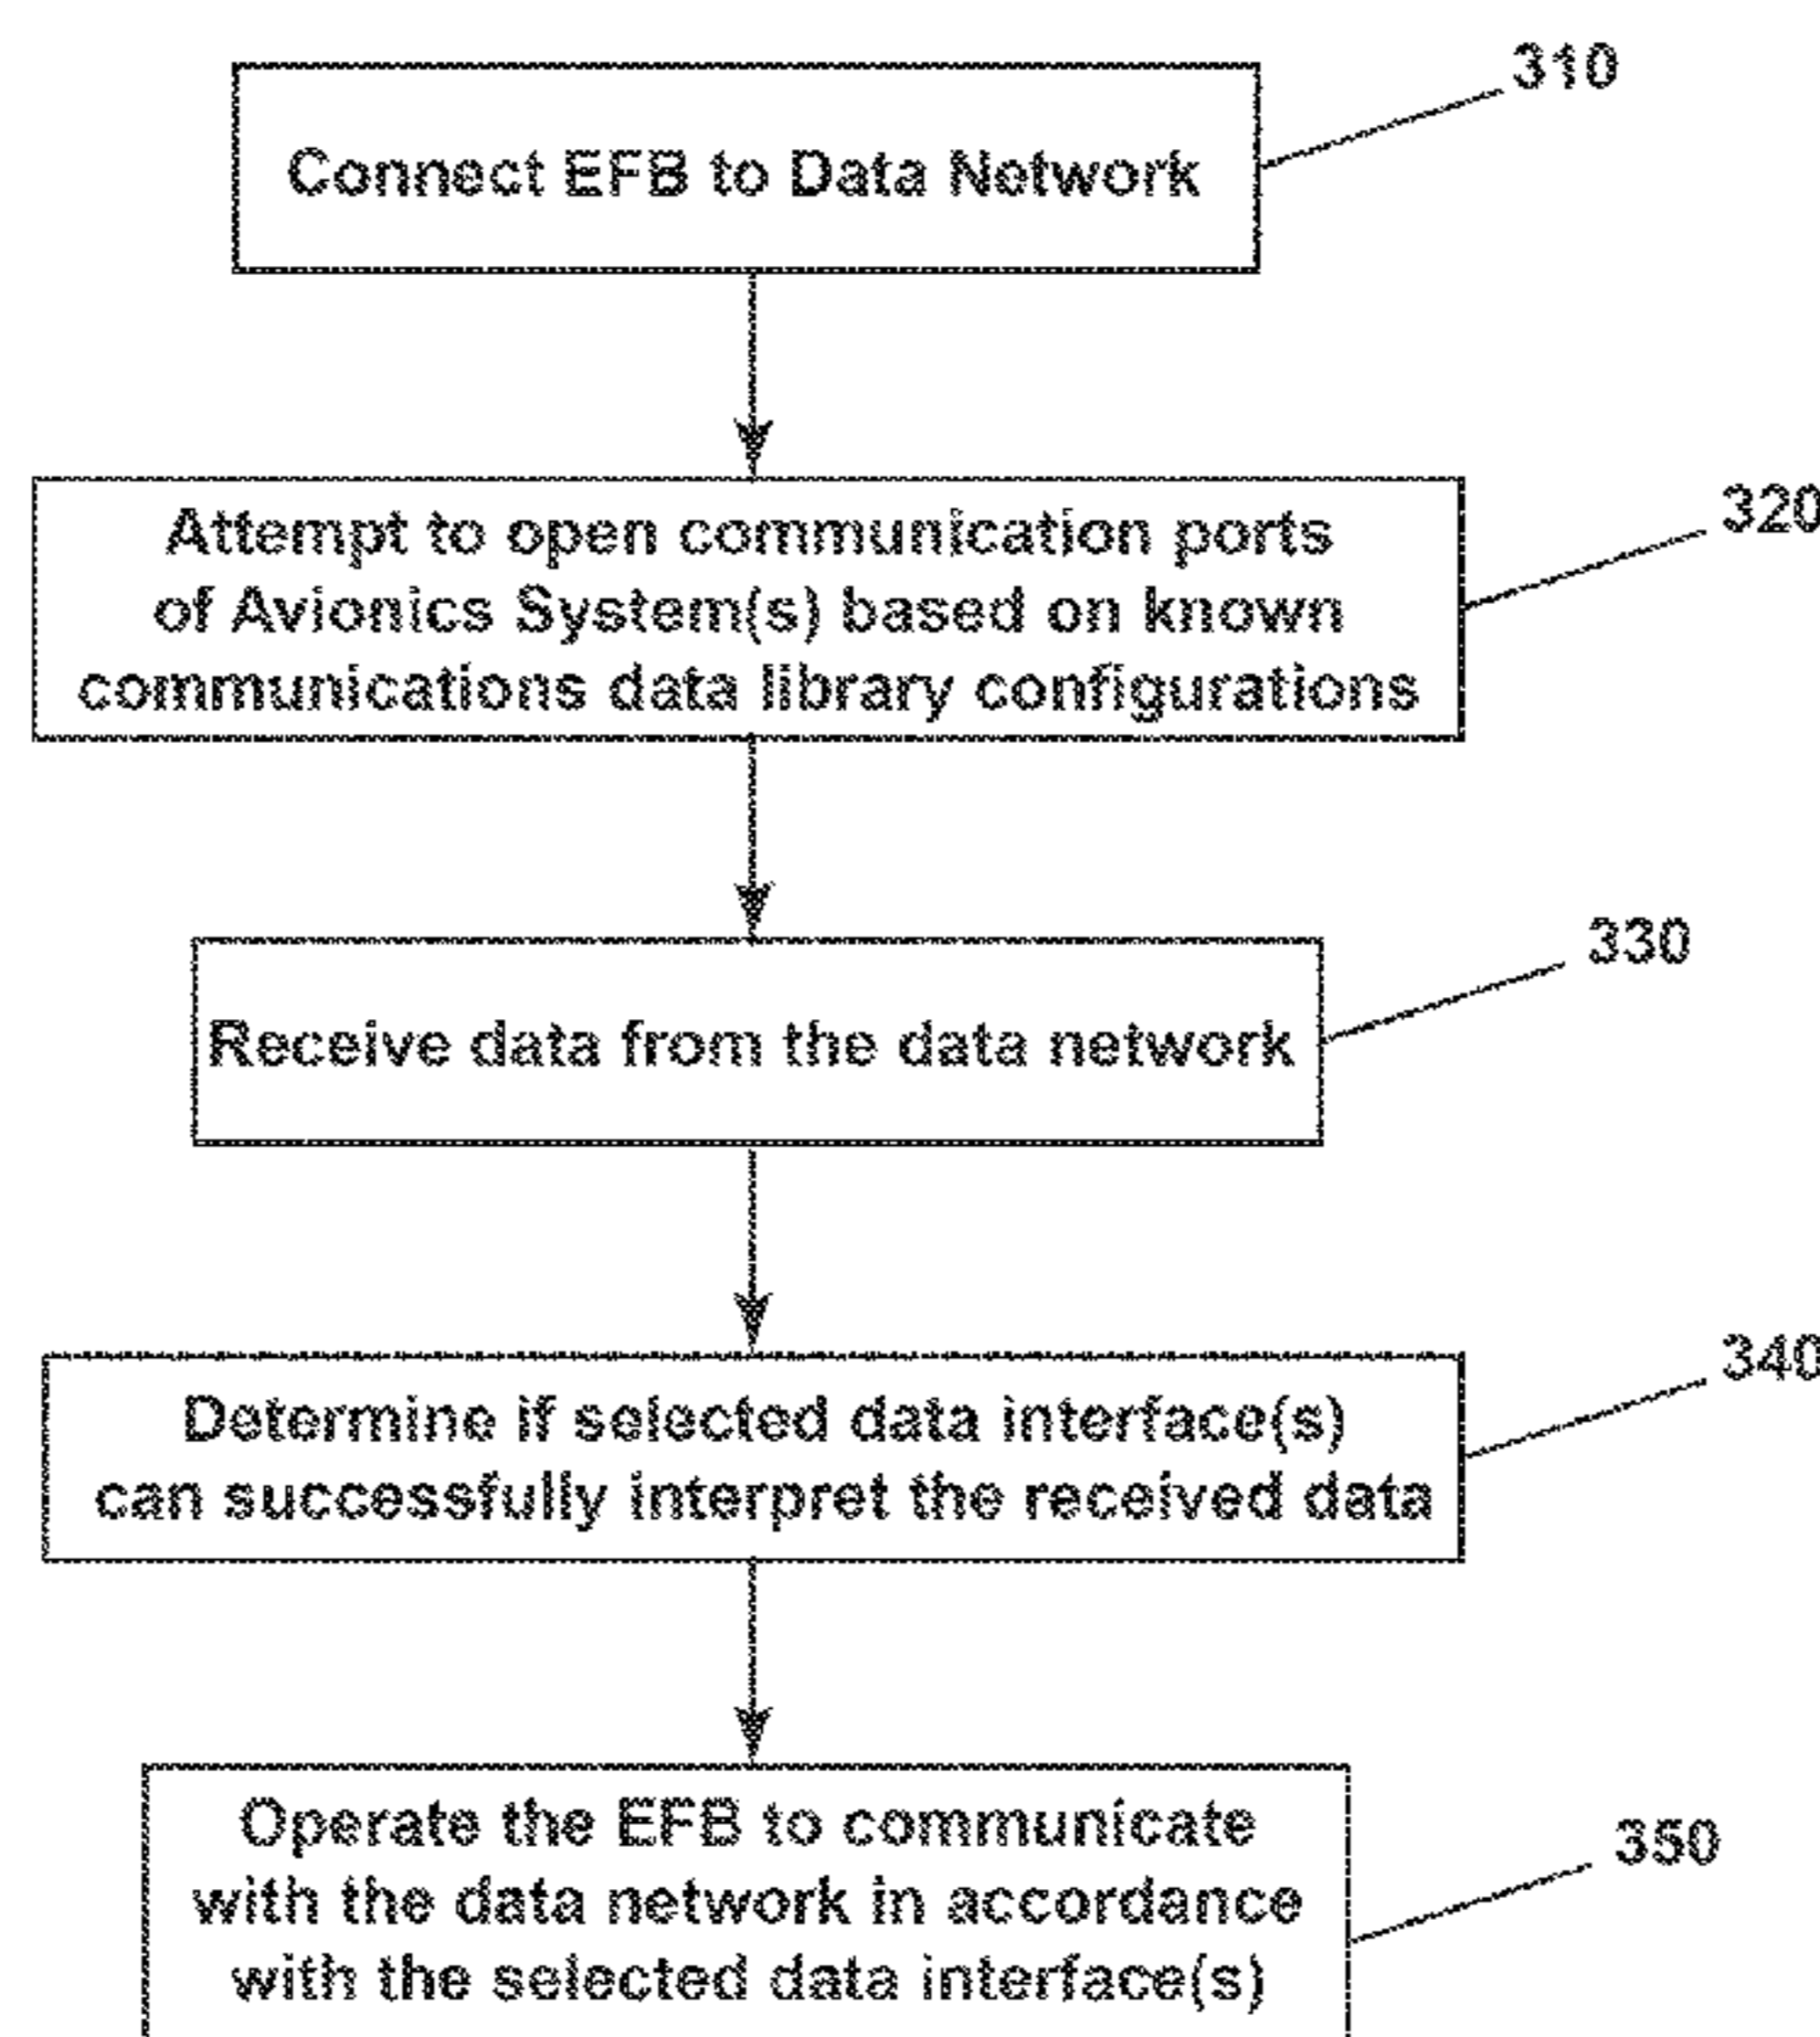 310
Connect EFB to Data Network
320
Attempt to open communication ports
of Avionics System(s) based on known
communications data library configurations
330
Receive data from the data network
340
Determine if selected data interface(s)
can successfully interpret the received data
350
Operate the EFB to communicate
with the data network in accordance
with the selected data interface(s)